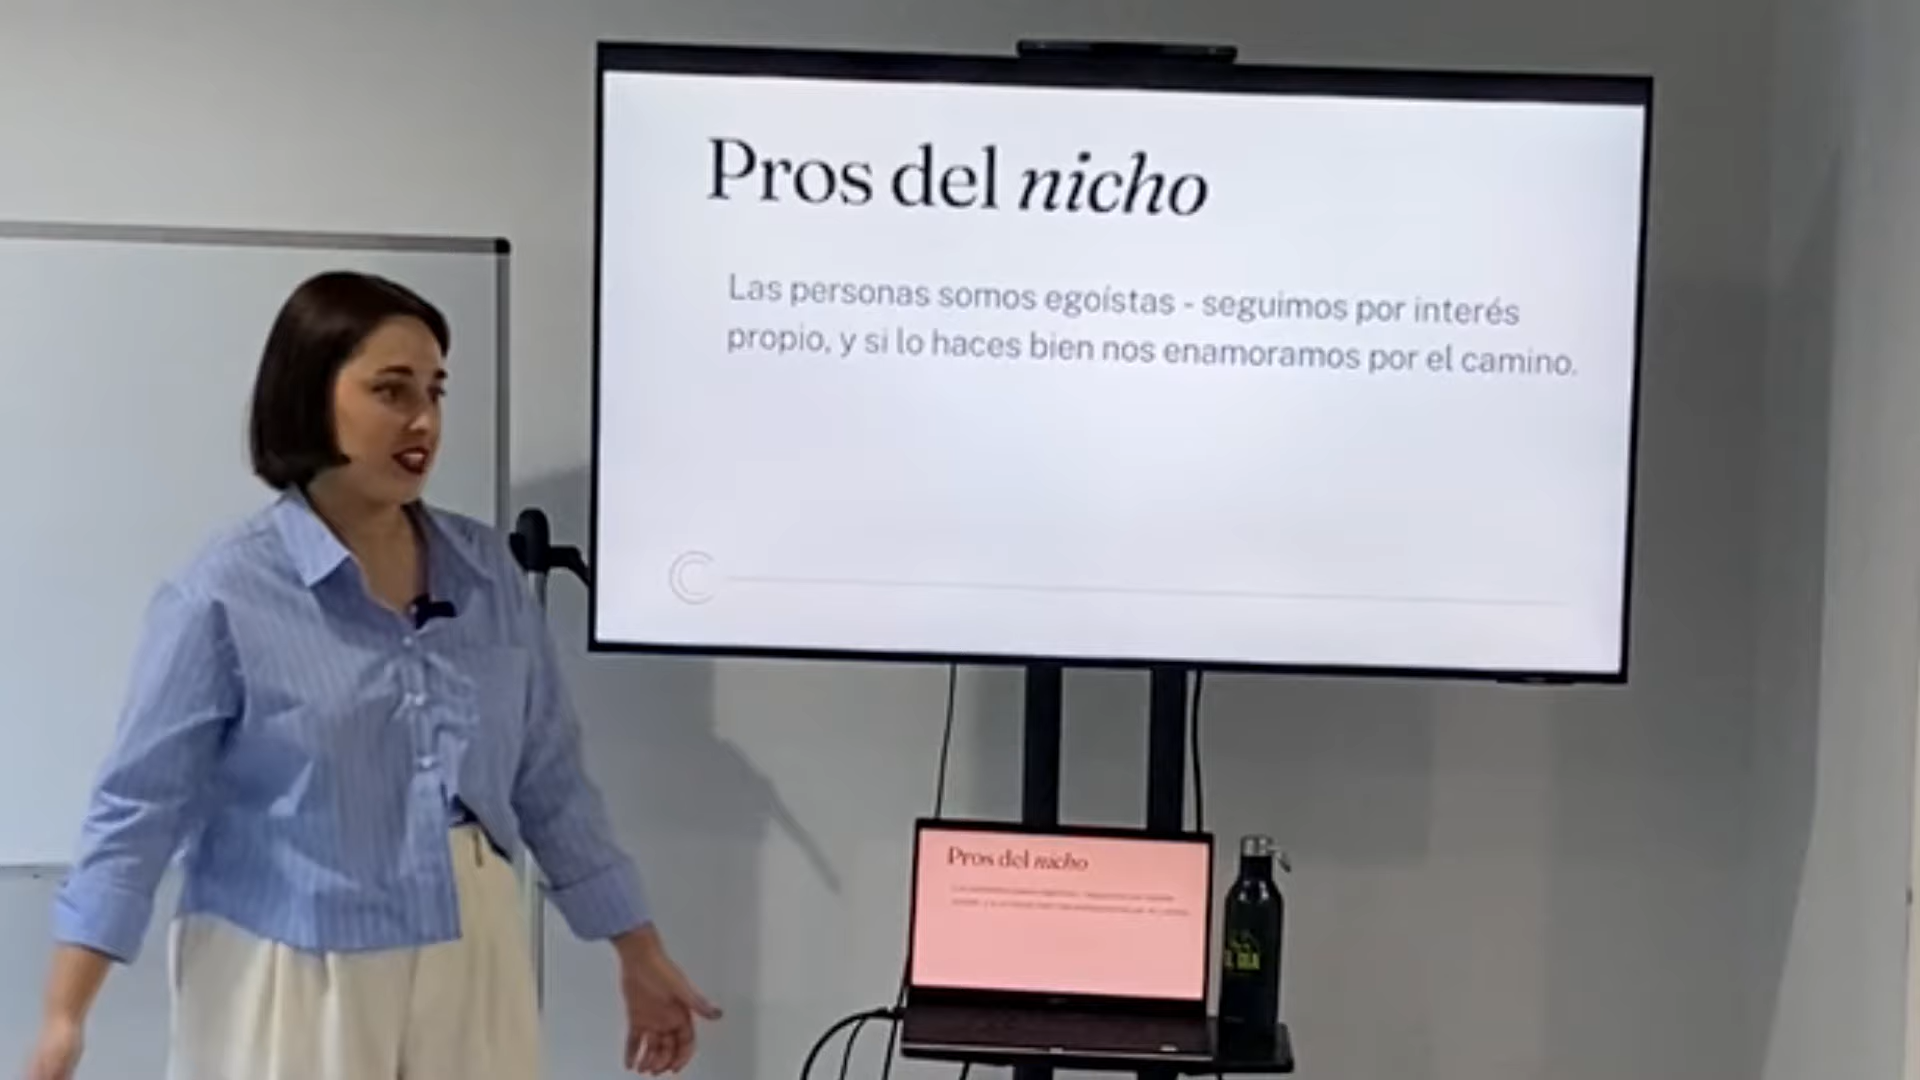 Pros del nicho
Las personas somos egoístas - seguimos por interés
propio, y si lo haces bien nos enamoramos por el camino.
Pros del nicho